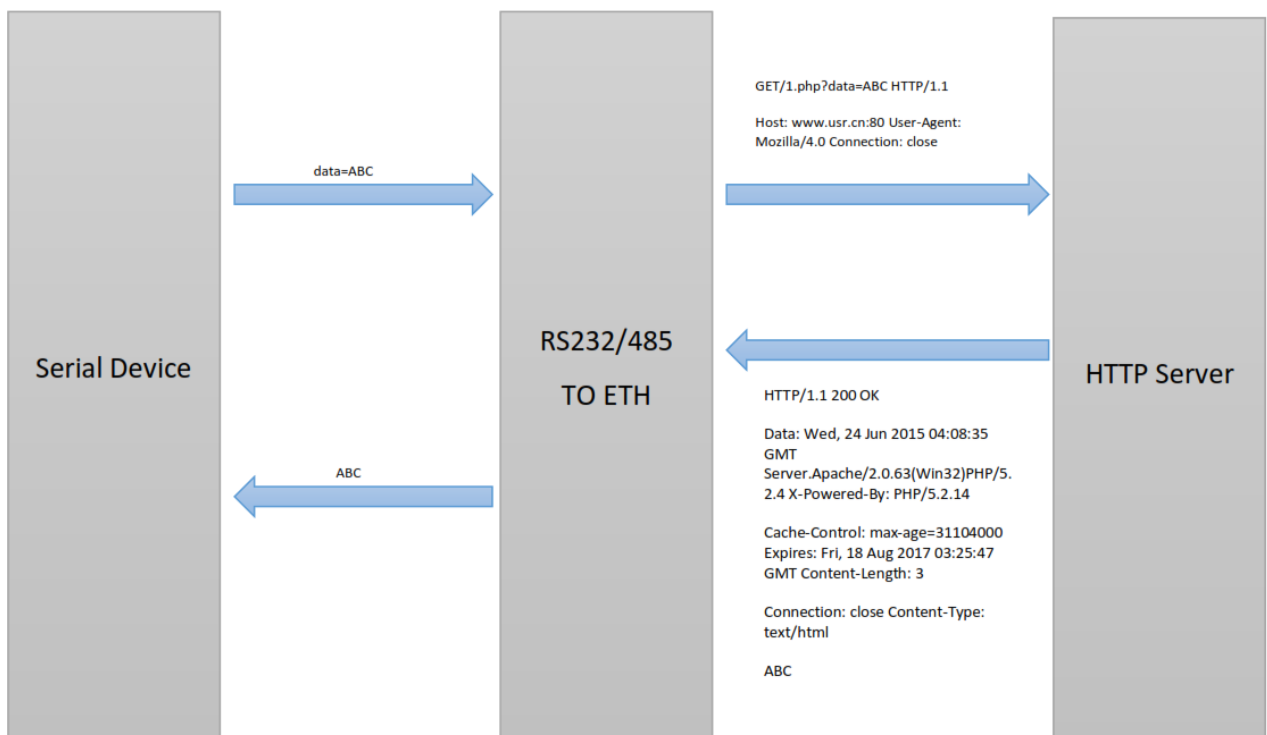 GET/1.php?data=ABC HTTP/1.1
Host: www.usr.cn:80 User-Agent:
Mozilla/4.0 Connection: close
data=ABC
Serial Device
RS232/485
TO ETH
HTTP Server
HTTP/1.1 200 OK
Data: Wed, 24 Jun 2015 04:08:35
GMT
Server.Apache/2.0.63(Win32)PHP/5.
2.4 X-Powered-By: PHP/5.2.14
Cache-Control: max-age=31104000
Expires: Fri, 18 Aug 2017 03:25:47
GMT Content-Length: 3
Connection: close Content-Type:
text/html
ABC
ABC